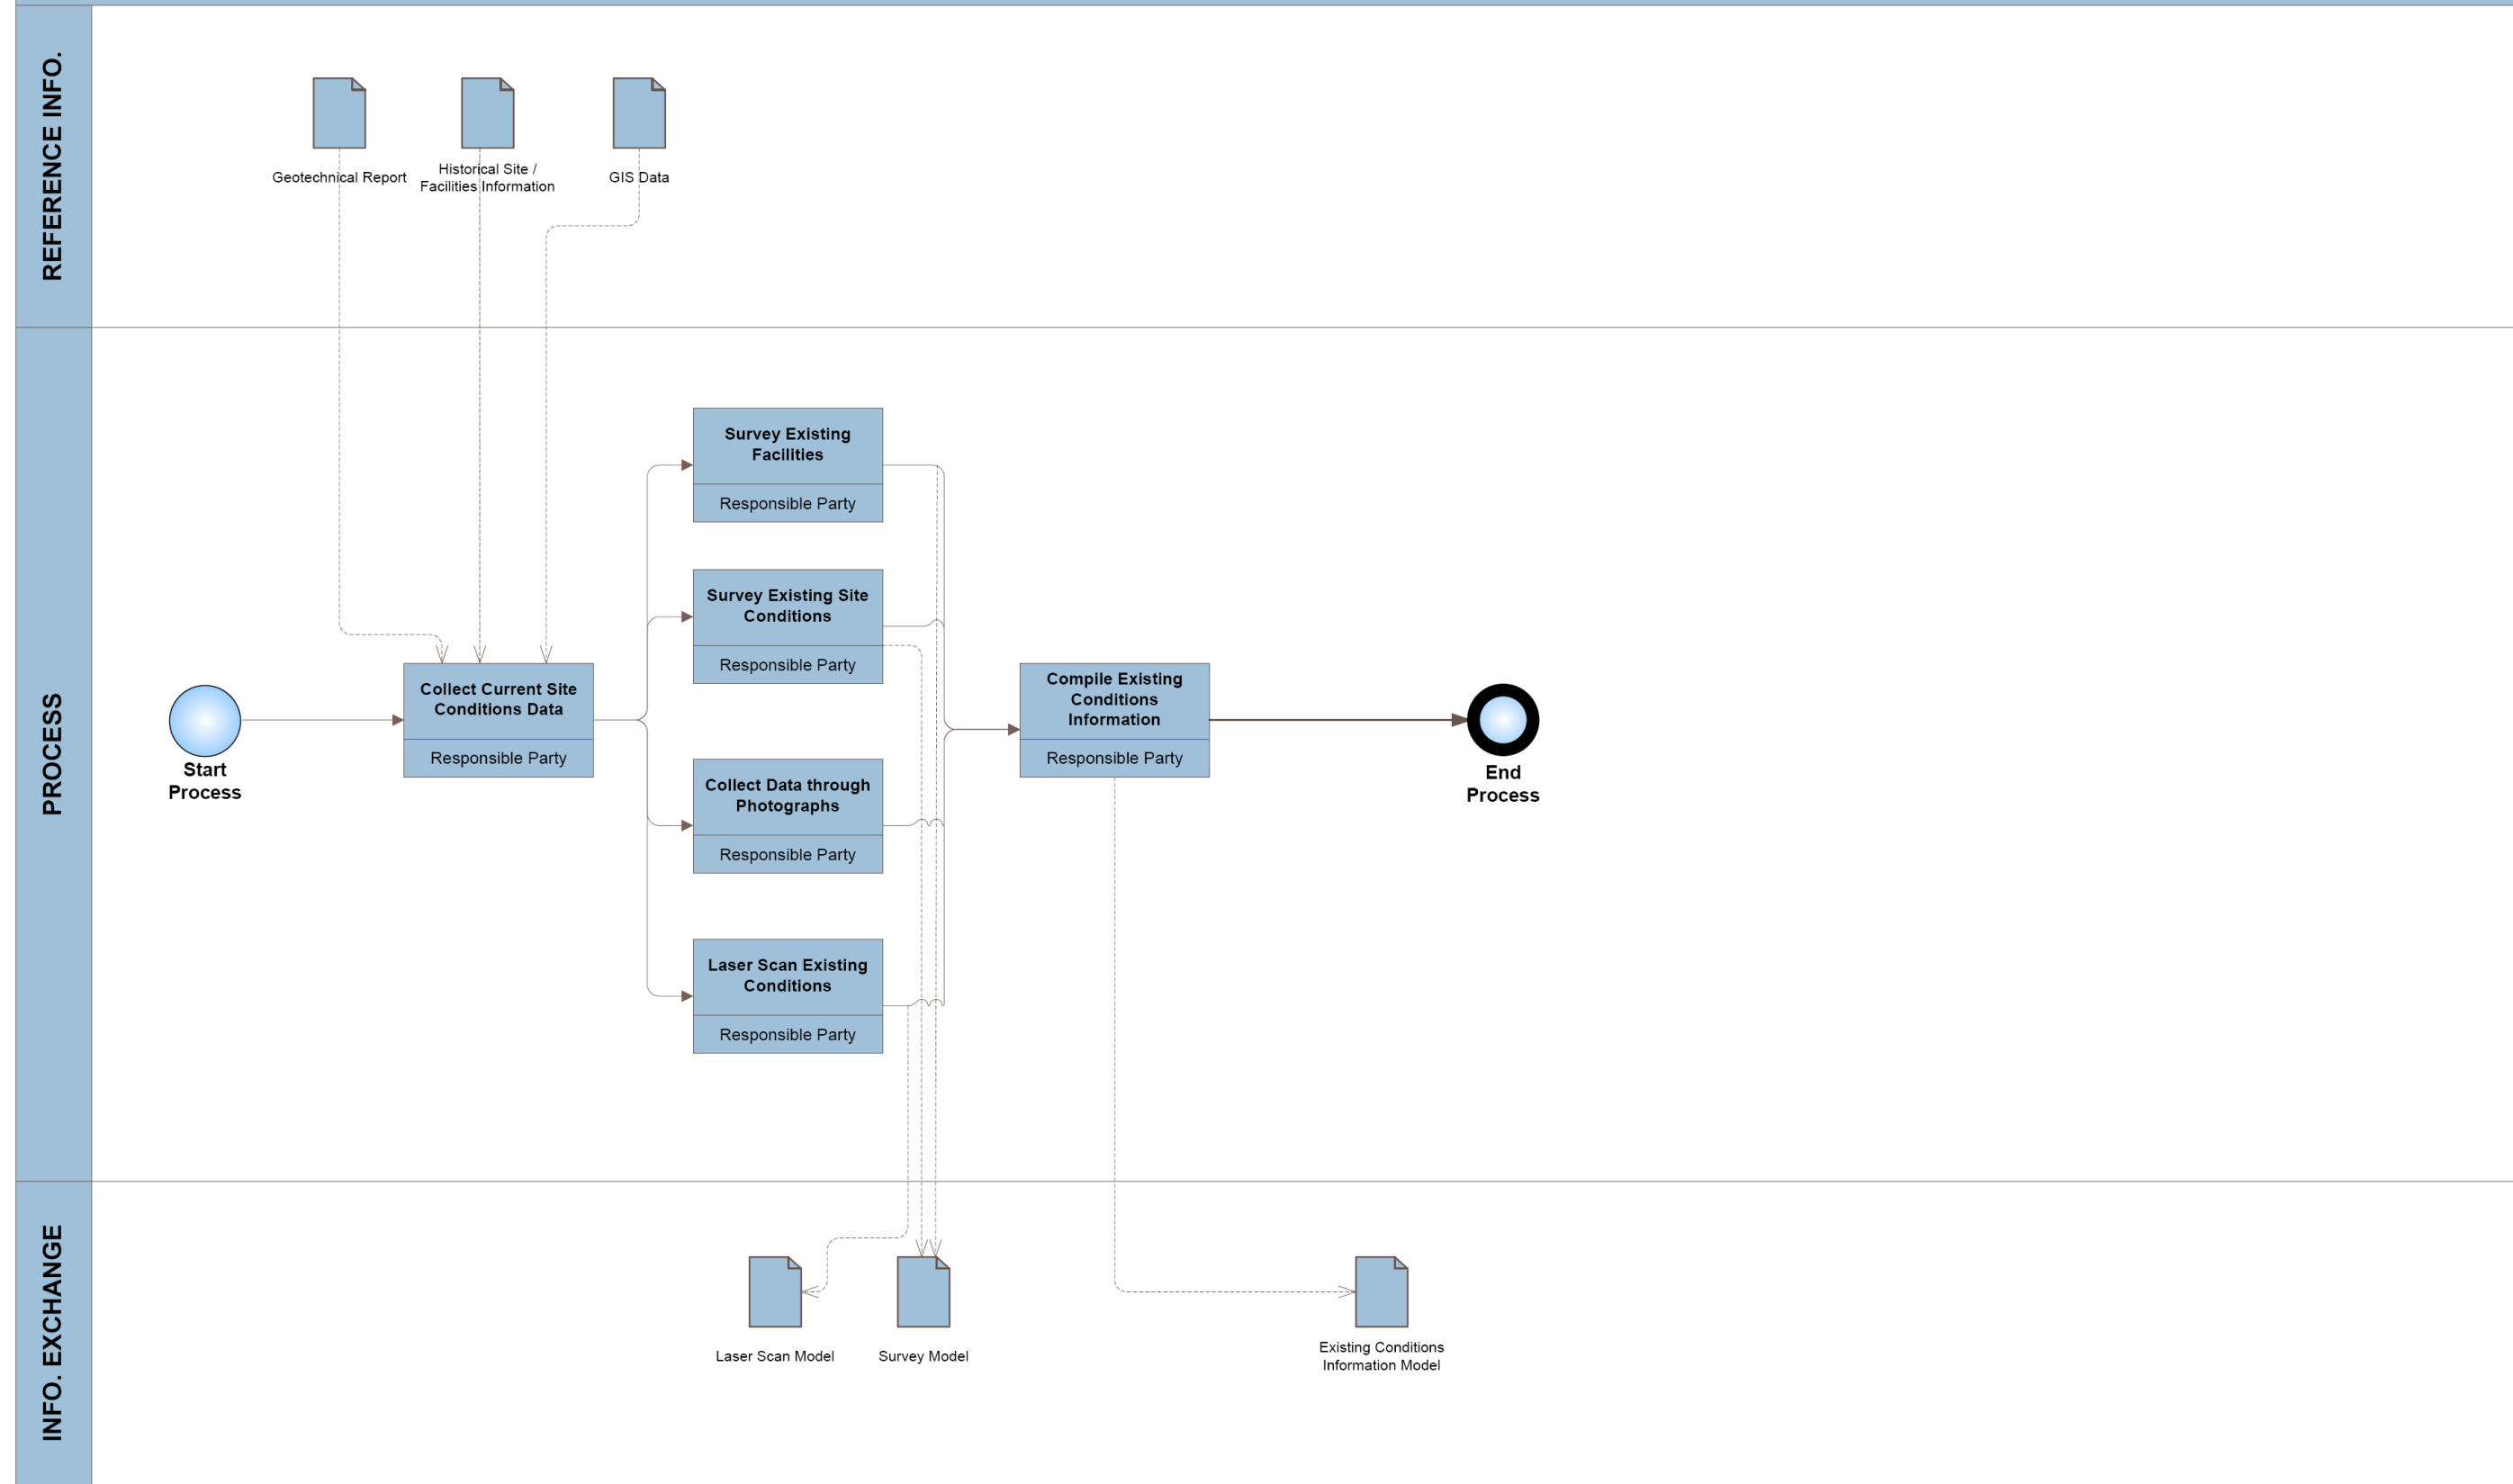 REFERENCE INFO.
Geotechnical Report
Historical Site /
Facilities Information
GIS Data
PROCESS
Start
Process
Collect Current Site
Conditions Data
Responsible Party
Survey Existing
Facilities
Responsible Party
Survey Existing Site
Conditions
Responsible Party
Collect Data through
Photographs
Responsible Party
Laser Scan Existing
Conditions
Responsible Party
Compile Existing
Conditions
Information
Responsible Party
End
Process
INFO. EXCHANGE
Laser Scan Model
Survey Model
Existing Conditions
Information Model